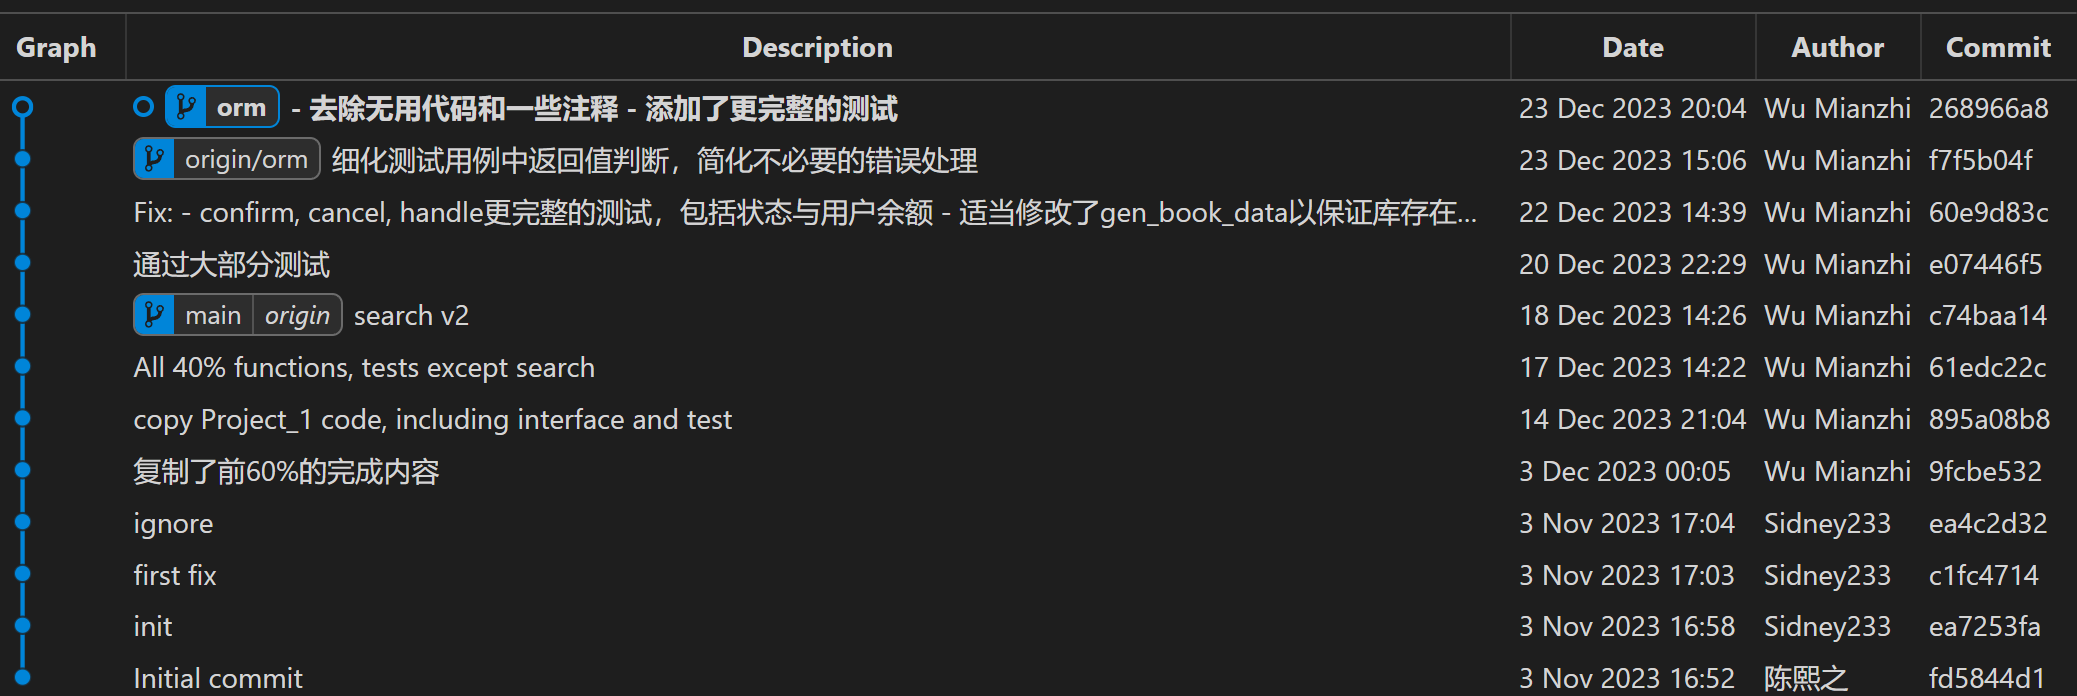 Graph Description Date Author Commit
orm - 去除无用代码和一些注释 - 添加了更完整的测试 23 Dec 2023 20:04 Wu Mianzhi 268966a8
origin/orm 细化测试用例中返回值判断，简化不必要的错误处理 23 Dec 2023 15:06 Wu Mianzhi f7f5b04f
Fix: - confirm, cancel, handle更完整的测试，包括状态与用户余额 - 适当修改了gen_book_data以保证库存在... 22 Dec 2023 14:39 Wu Mianzhi 60e9d83c
通过大部分测试 20 Dec 2023 22:29 Wu Mianzhi e07446f5
main origin search v2 18 Dec 2023 14:26 Wu Mianzhi c74baa14
All 40% functions, tests except search 17 Dec 2023 14:22 Wu Mianzhi 61edc22c
copy Project_1 code, including interface and test 14 Dec 2023 21:04 Wu Mianzhi 895a08b8
复制了前60%的完成内容 3 Dec 2023 00:05 Wu Mianzhi 9fcbe532
ignore 3 Nov 2023 17:04 Sidney233 ea4c2d32
first fix 3 Nov 2023 17:03 Sidney233 c1fc4714
init 3 Nov 2023 16:58 Sidney233 ea7253fa
Initial commit 3 Nov 2023 16:52 陈熙之 fd5844d1